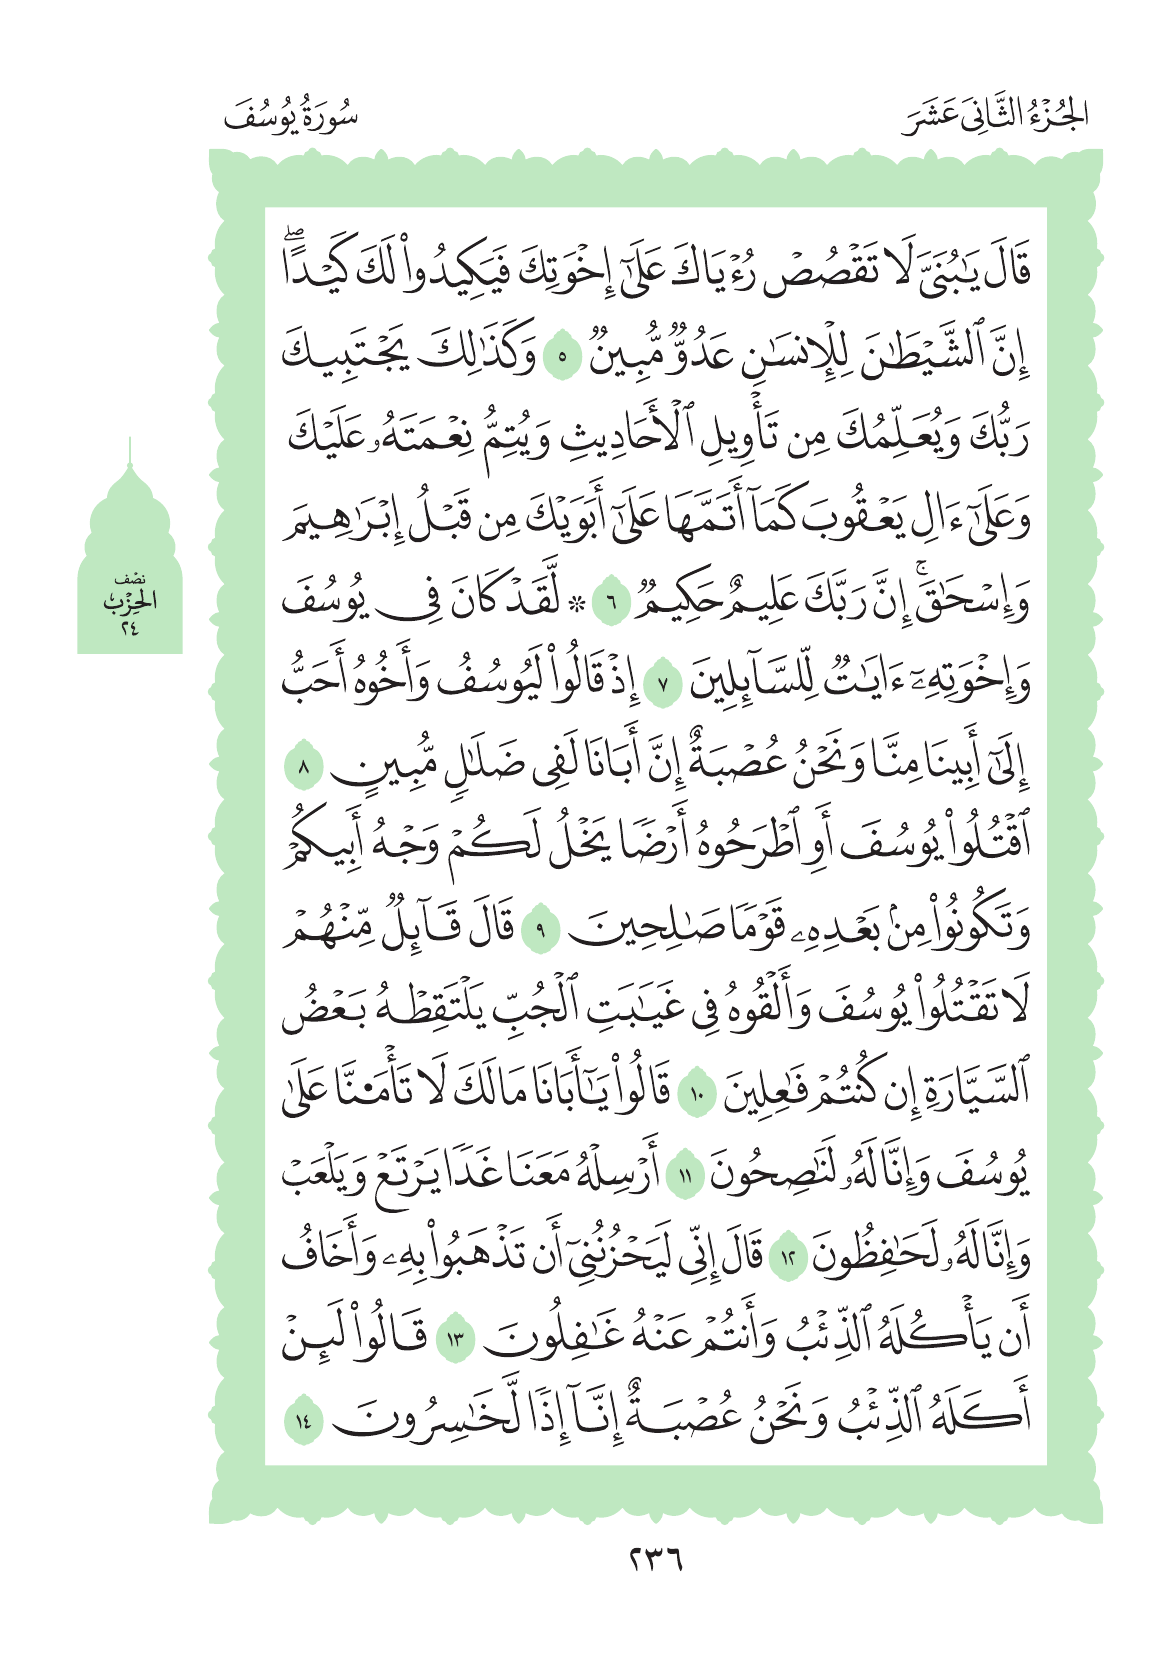 الجُزْءُ الثَّانِيَ عَشَرَ
سُورَةُ يُوسُفَ
قَالَ يَٰبُنَيَّ لَا تَقۡصُصۡ رُءۡيَاكَ عَلَىٰٓ إِخۡوَتِكَ فَيَكِيدُواْ لَكَ كَيۡدًاۖ
إِنَّ ٱلشَّيۡطَٰنَ لِلۡإِنسَٰنِ عَدُوّٞ مُّبِينٞ ٥ وَكَذَٰلِكَ يَجۡتَبِيكَ
رَبُّكَ وَيُعَلِّمُكَ مِن تَأۡوِيلِ ٱلۡأَحَادِيثِ وَيُتِمُّ نِعۡمَتَهُۥ عَلَيۡكَ
وَعَلَىٰٓ ءَالِ يَعۡقُوبَ كَمَآ أَتَمَّهَا عَلَىٰٓ أَبَوَيۡكَ مِن قَبۡلُ إِبۡرَٰهِيمَ
وَإِسۡحَٰقَۚ إِنَّ رَبَّكَ عَلِيمٌ حَكِيمٞ ٦ ۞ لَّقَدۡ كَانَ فِي يُوسُفَ
وَإِخۡوَتِهِۦٓ ءَايَٰتٞ لِّلسَّآئِلِينَ ٧ إِذۡ قَالُواْ لَيُوسُفُ وَأَخُوهُ أَحَبُّ
إِلَىٰٓ أَبِينَا مِنَّا وَنَحۡنُ عُصۡبَةٌ إِنَّ أَبَانَا لَفِي ضَلَٰلٖ مُّبِينٍ ٨
ٱقۡتُلُواْ يُوسُفَ أَوِ ٱطۡرَحُوهُ أَرۡضٗا يَخۡلُ لَكُمۡ وَجۡهُ أَبِيكُمۡ
وَتَكُونُواْ مِنۢ بَعۡدِهِۦ قَوۡمٗا صَٰلِحِينَ ٩ قَالَ قَآئِلٞ مِّنۡهُمۡ
لَا تَقۡتُلُواْ يُوسُفَ وَأَلۡقُوهُ فِي غَيَٰبَتِ ٱلۡجُبِّ يَلۡتَقِطۡهُ بَعۡضُ
ٱلسَّيَّارَةِ إِن كُنتُمۡ فَٰعِلِينَ ١٠ قَالُواْ يَٰٓأَبَانَا مَالَكَ لَا تَأۡمَ۬نَّا عَلَىٰ
يُوسُفَ وَإِنَّا لَهُۥ لَنَٰصِحُونَ ١١ أَرۡسِلۡهُ مَعَنَا غَدٗا يَرۡتَعۡ وَيَلۡعَبۡ
وَإِنَّا لَهُۥ لَحَٰفِظُونَ ١٢ قَالَ إِنِّي لَيَحۡزُنُنِيٓ أَن تَذۡهَبُواْ بِهِۦ وَأَخَافُ
أَن يَأۡكُلَهُ ٱلذِّئۡبُ وَأَنتُمۡ عَنۡهُ غَٰفِلُونَ ١٣ قَالُواْ لَئِنۡ
أَكَلَهُ ٱلذِّئۡبُ وَنَحۡنُ عُصۡبَةٌ إِنَّآ إِذٗا لَّخَٰسِرُونَ ١٤
نصف
الحِزْب
٢٤
٢٣٦